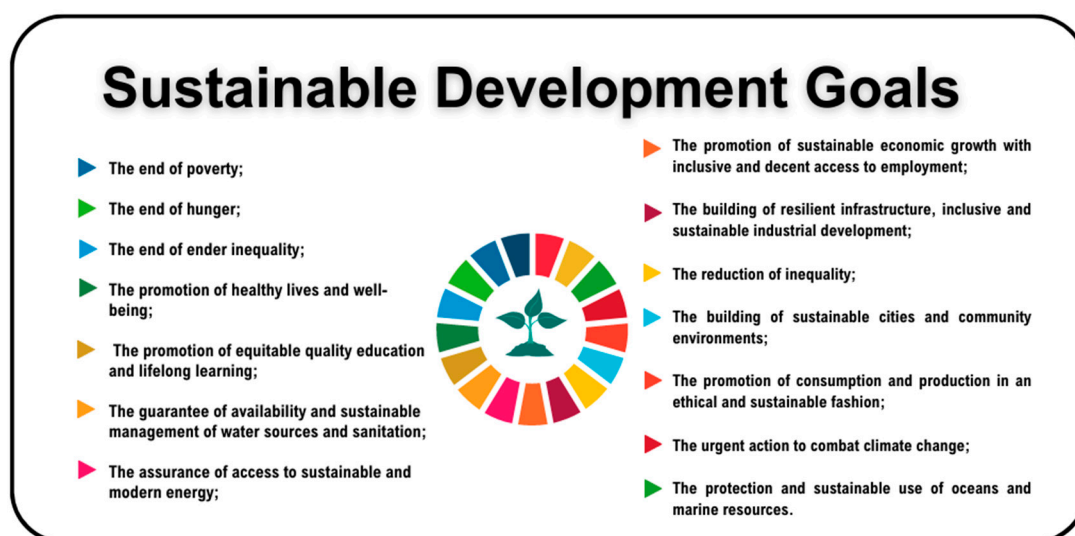 Sustainable Development Goals
The end of poverty;
The end of hunger;
The end of ender inequality;
The promotion of healthy lives and well-
being;
The promotion of equitable quality education
and lifelong learning;
The guarantee of availability and sustainable
management of water sources and sanitation;
The assurance of access to sustainable and
modern energy;
The promotion of sustainable economic growth with
inclusive and decent access to employment;
The building of resilient infrastructure, inclusive and
sustainable industrial development;
The reduction of inequality;
The building of sustainable cities and community
environments;
The promotion of consumption and production in an
ethical and sustainable fashion;
The urgent action to combat climate change;
The protection and sustainable use of oceans and
marine resources.